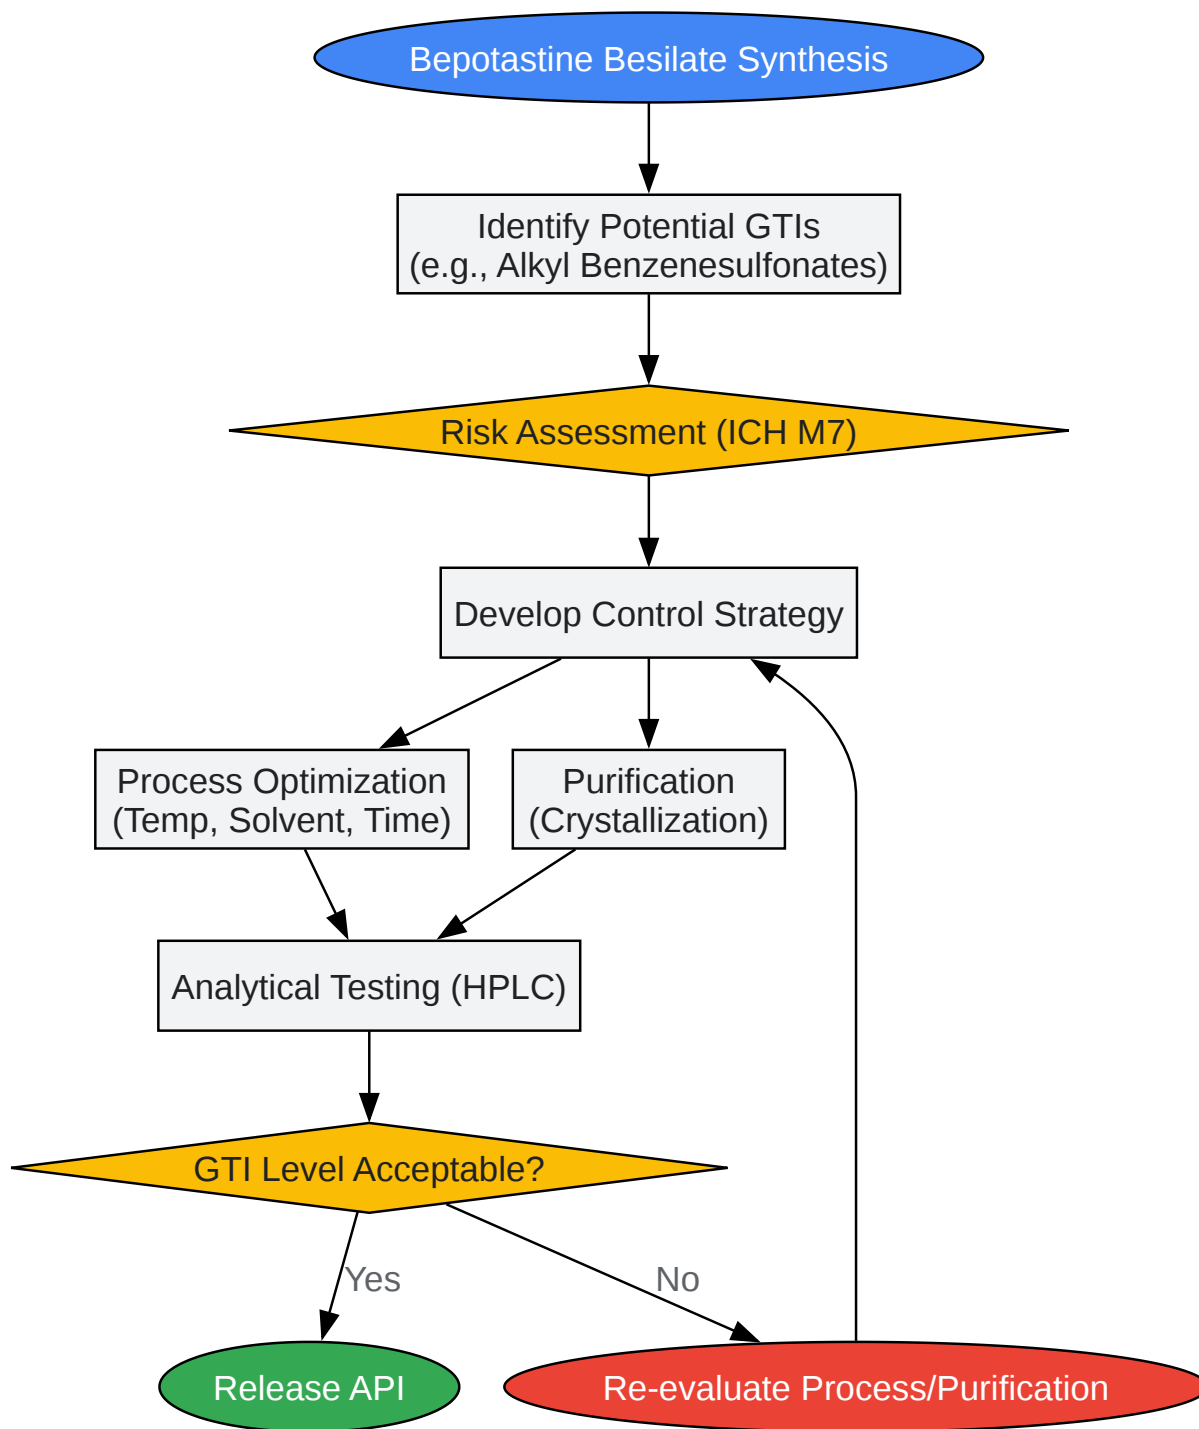 Bepotastine Besilate Synthesis
Identify Potential GTIs
(e.g., Alkyl Benzenesulfonates)
Risk Assessment (ICH M7)
Develop Control Strategy
Process Optimization
(Temp, Solvent, Time)
Purification
(Crystallization)
Analytical Testing (HPLC)
GTI Level Acceptable?
Yes
No
Release API
Re-evaluate Process/Purification